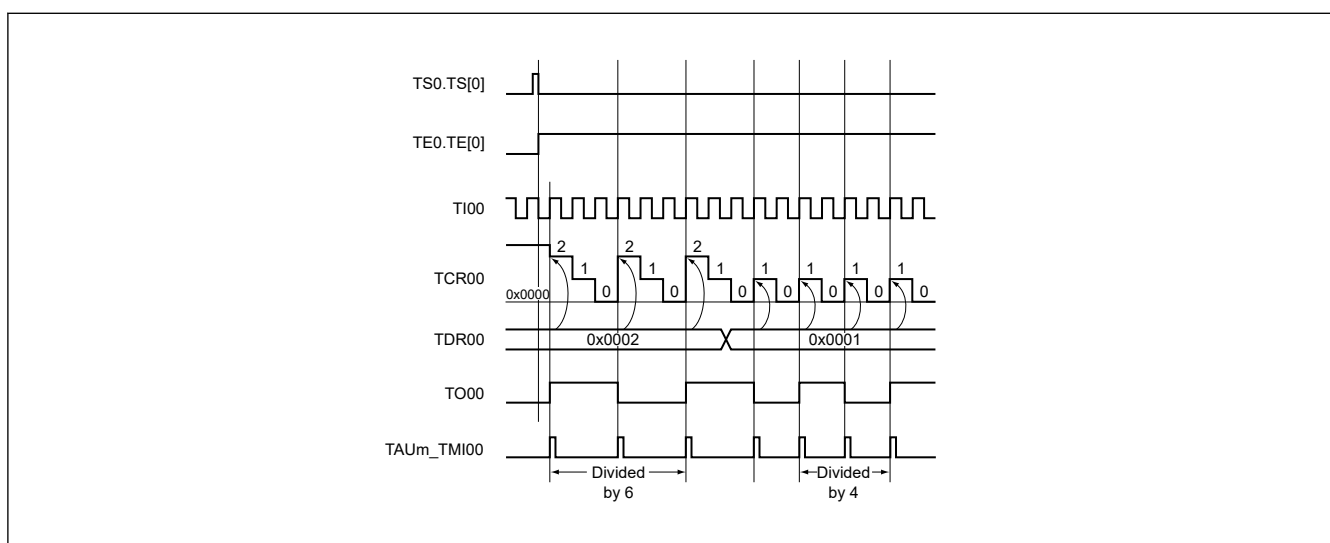 TS0.TS[0]
TE0.TE[0]
TI00
2 2 2
1 1 1 1 1 1 1
TCR00
0 0 0 0 0 0 0
0x0000
TDR00 0x0002 0x0001
TO00
TAUm_TMI00
Divided Divided
by 6 by 4